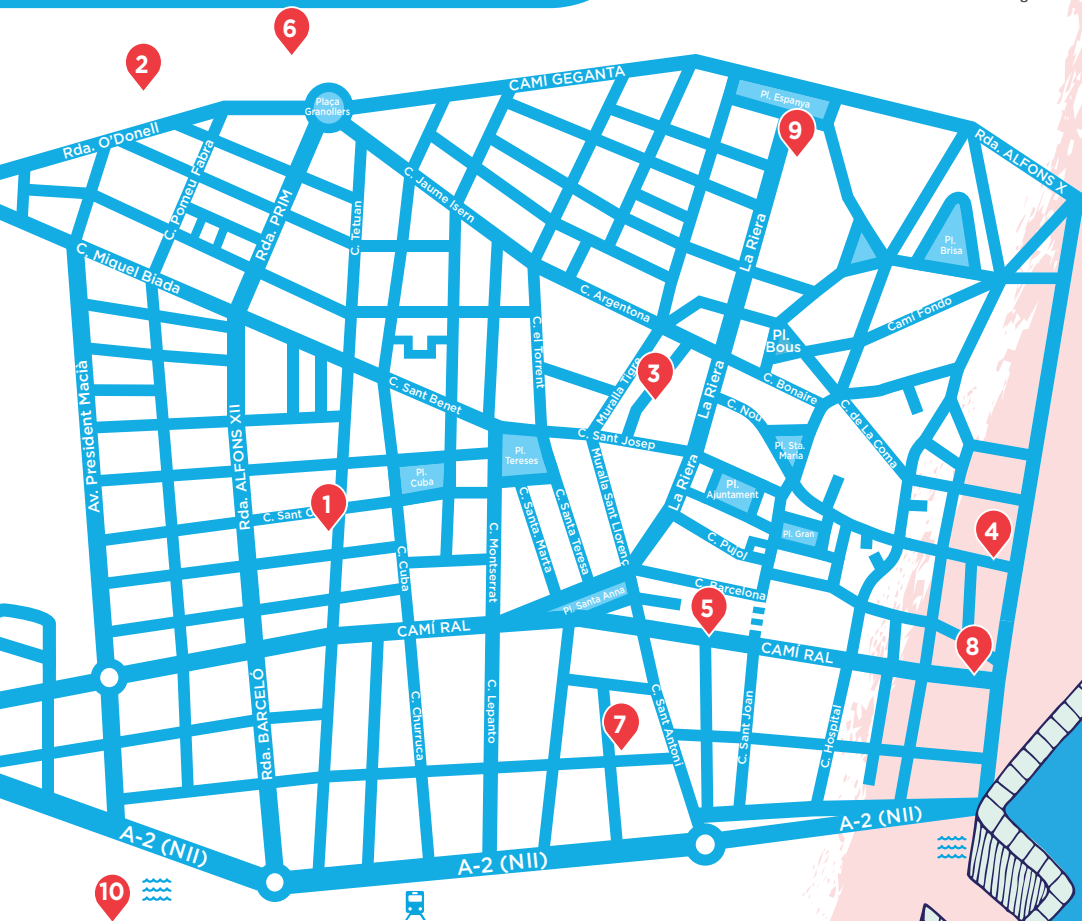 6
2
CAMÍ GEGANTA
Plaça
Granollers
Pl. Espanya
9
Rda. O'Donell
Rda. ALFONS X
C. Pomeu Fabra
C. Jaume Isern
Rda. PRIM
C. Tetuan
La Riera
Pl.
Brisa
C. Miquel Biada
C. Argentona
Camí Fondo
C. el Torrent
Pl.
Bous
Av. President Macià
Muralla Tigre
3
La Riera
C. Bonaire
C. Sant Benet
C. Nou
C. de La Coma
Rda. ALFONS XII
C. Sant Josep
Pl. Sta.
Maria
Pl.
Tereses
Pl.
Cuba
La Riera
Pl.
Ajuntament
1
C. Sant
Muralla Sant Llorenç
C. Santa. Marta
C. Santa Teresa
C. Montserrat
C. Pujol
Pl. Gran
4
C. Cuba
C. Barcelona
Pl. Santa Anna
5
CAMÍ RAL
CAMÍ RAL
8
Rda. BARCELÓ
C. Churruca
C. Lepanto
C. Sant Antoni
C. Sant Joan
C. Hospital
7
A-2 (NII)
A-2 (NII)
A-2 (NII)
10